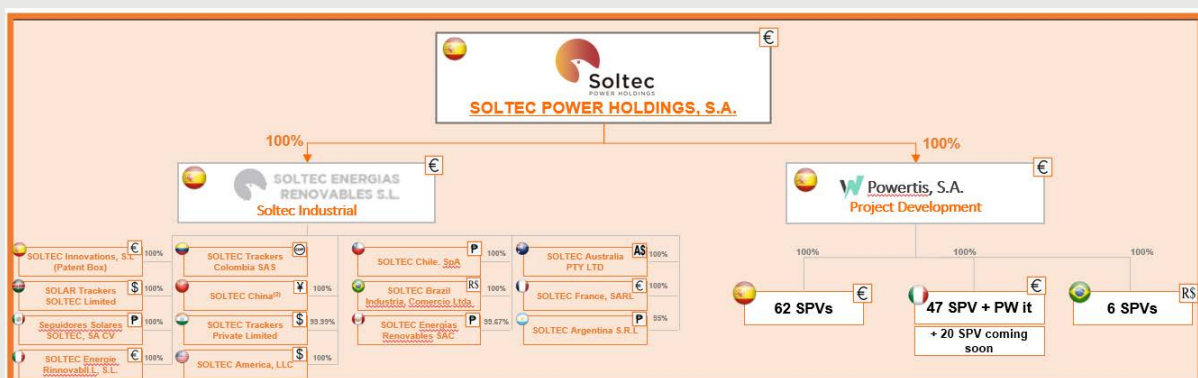 €
Soltec
POWER HOLDINGS
SOLTEC POWER HOLDINGS, S.A.
100%
100%
€
SOLTEC ENERGIAS
RENOVABLES S.L.
Soltec Industrial
€
Powertis, S.A.
Project Development
€
SOLTEC Innovations, S.L
(Patent Box)
100%
$
SOLAR Trackers
SOLTEC Limited
100%
₱
Seguidores Solares
SOLTEC, SA CV
100%
€
SOLTEC Energie
RinnovabiI.L, S.L.
100%
COP
SOLTEC Trackers
Colombia SAS
¥
SOLTEC China(2)
100%
$
SOLTEC Trackers
Private Limited
99.99%
$
SOLTEC America, LLC
100%
₱
SOLTEC Chile. SpA
100%
R$
SOLTEC Brazil
Industria, Comercio Ltda
100%
₱
SOLTEC Energías
Renovables SAC
99.67%
A$
SOLTEC Australia
PTY LTD
100%
€
SOLTEC France, SARL
100%
SOLTEC Argentina S.R.L
95%
100%
100%
100%
€
62 SPVs
€
47 SPV + PW it
+ 20 SPV coming
soon
R$
6 SPVs